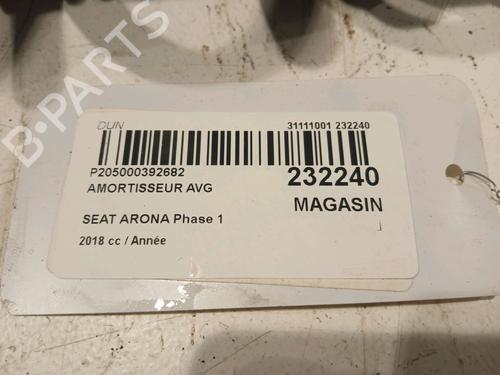 B-PARTS
DUN
31111001 232240
P205000392682
AMORTISSEUR AVG
232240
MAGASIN
SEAT ARONA Phase 1
2018 cc / Année